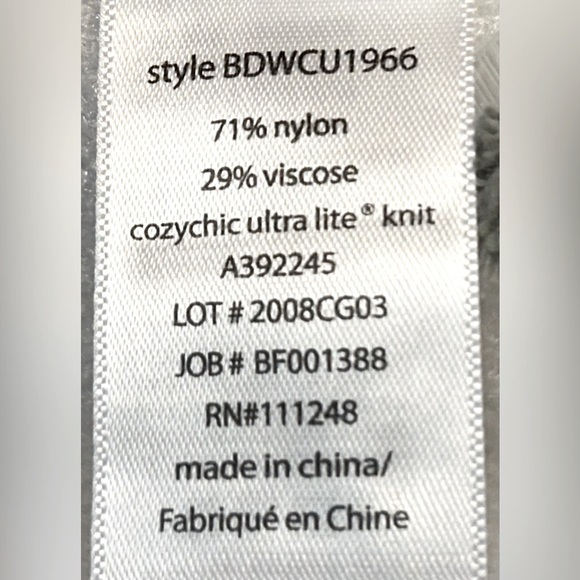 style BDWCU1966
71% nylon
29% viscose
cozychic ultra lite® knit
A392245
LOT # 2008CG03
JOB # BF001388
RN#111248
made in china/
Fabriqué en Chine